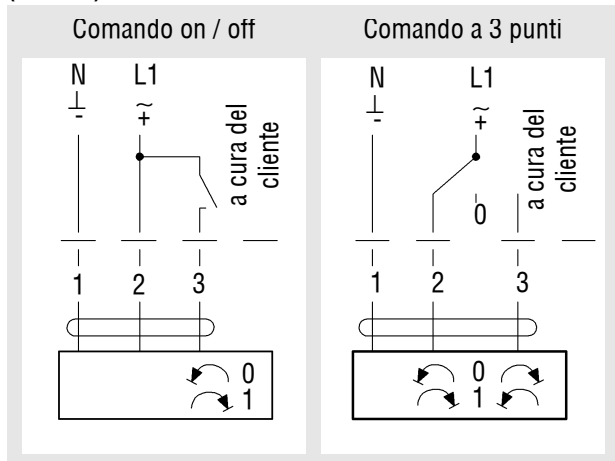 Comando on / off
N L1
⊥ ~
- +
a cura del
cliente
1 2 3
0
1
Comando a 3 punti
N L1
⊥ ~
- +
a cura del
cliente
0
1 2 3
0
1